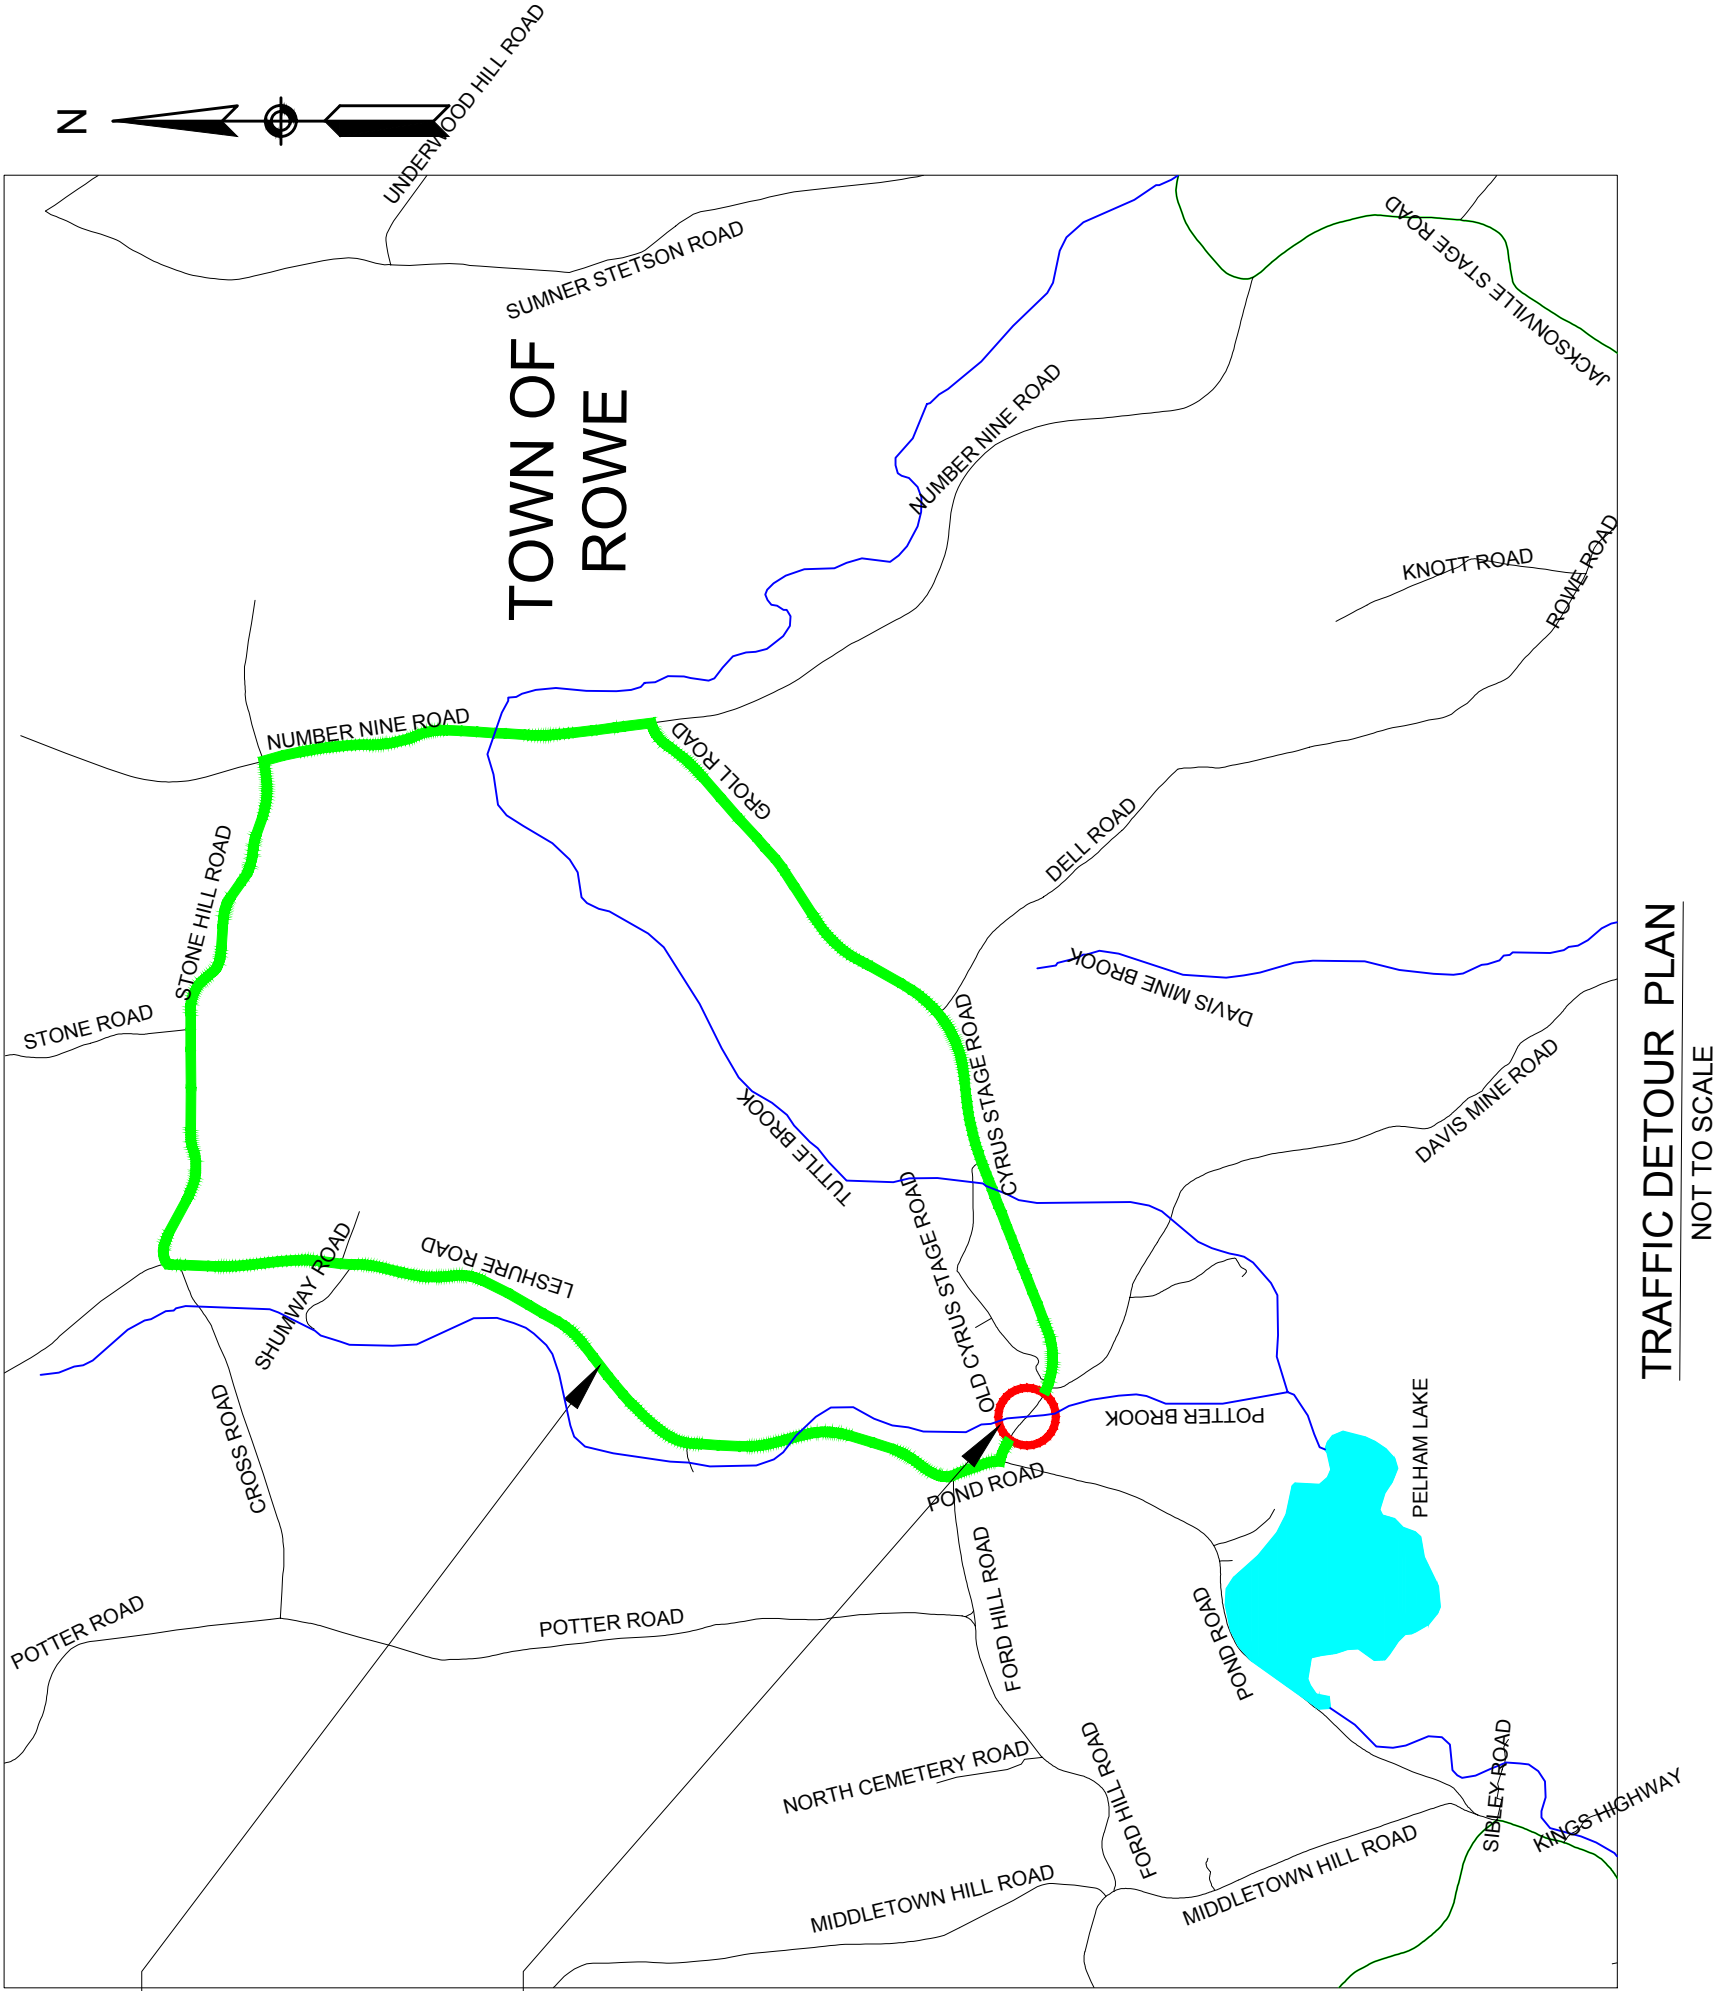 N
UNDERWOOD HILL ROAD
SUMNER STETSON ROAD
JACKSONVILLE STAGE ROAD
TOWN OF
ROWE
NUMBER NINE ROAD
KNOTT ROAD
ROWE ROAD
NUMBER NINE ROAD
GROLL ROAD
STONE HILL ROAD
DELL ROAD
STONE ROAD
CYRUS STAGE ROAD
DAVIS MINE BROOK
DAVIS MINE ROAD
TUTTLE BROOK
OLD CYRUS STAGE ROAD
SHUMWAY ROAD
LESHURE ROAD
CROSS ROAD
POTTER BROOK
PELHAM LAKE
POND ROAD
FORD HILL ROAD
POTTER ROAD
POTTER ROAD
POND ROAD
NORTH CEMETERY ROAD
FORD HILL ROAD
SIBLEY ROAD
KINGS HIGHWAY
MIDDLETOWN HILL ROAD
MIDDLETOWN HILL ROAD
TRAFFIC DETOUR PLAN
NOT TO SCALE